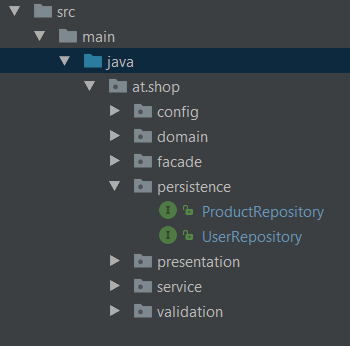 src
main
java
at.shop
config
domain
facade
persistence
I ProductRepository
I UserRepository
presentation
service
validation